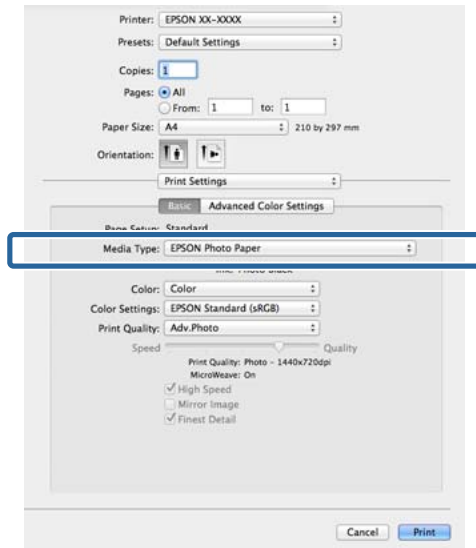 Printer: EPSON XX-XXXX
Presets: Default Settings
Copies: 1
Pages: All
From: 1 to: 1
Paper Size: A4 210 by 297 mm
Orientation:
Print Settings
Basic Advanced Color Settings
Page Setup: Standard
Media Type: EPSON Photo Paper
Ink: Photo Black
Color: Color
Color Settings: EPSON Standard (sRGB)
Print Quality: Adv.Photo
Speed Quality
Print Quality: Photo - 1440x720dpi
MicroWeave: On
High Speed
Mirror Image
Finest Detail
Cancel Print